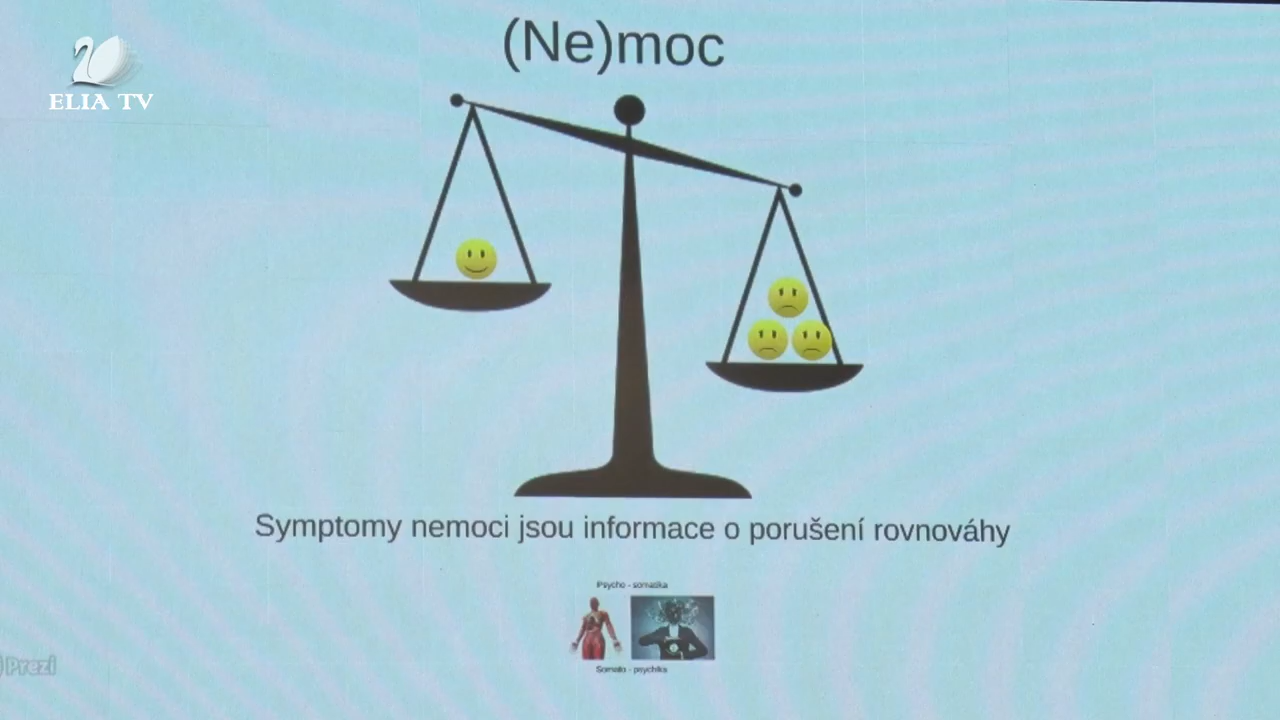 (Ne)moc
ELIA TV
Symptomy nemoci jsou informace o porušení rovnováhy
Psycho - somatika
Somato - psychika
Prezi